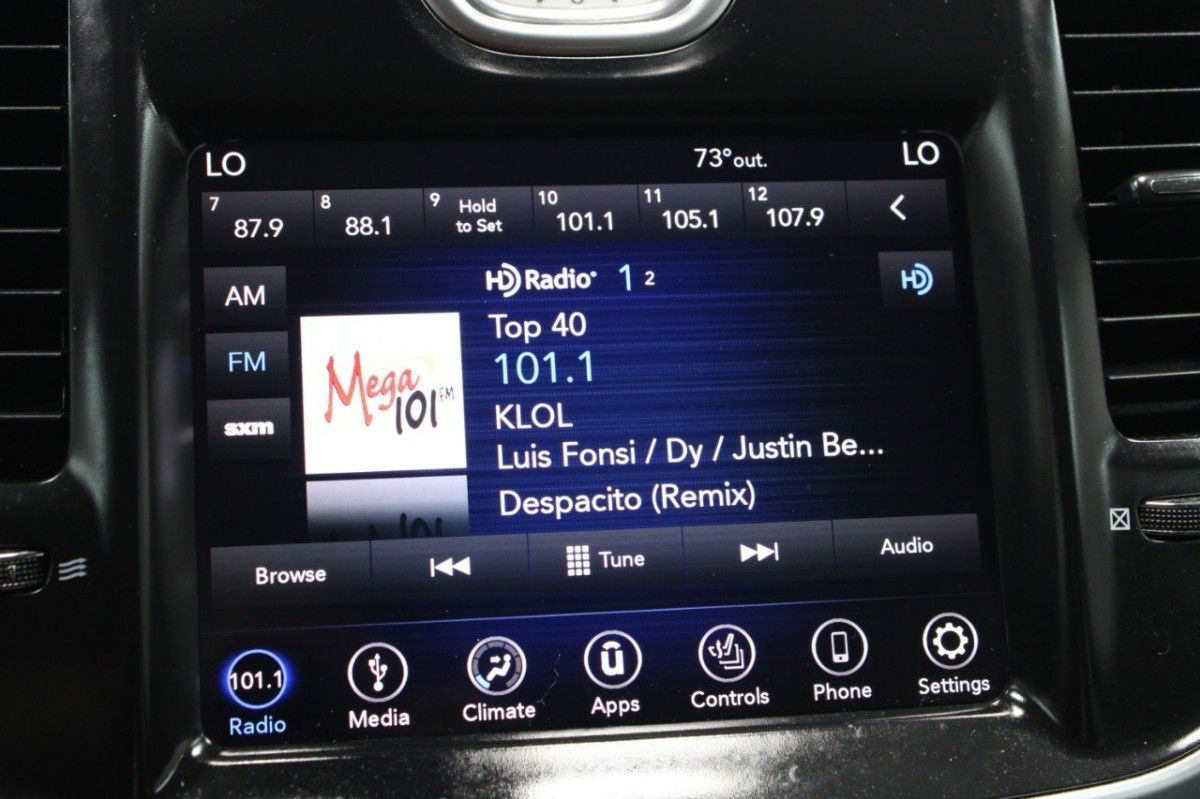 LO 73° out. LO
7 87.9 8 88.1 9 Hold to Set 10 101.1 11 105.1 12 107.9
HD Radio 1 2 HD
AM
FM
sxm
Mega
101 FM
Top 40
101.1
KLOL
Luis Fonsi / Dy / Justin Be...
Despacito (Remix)
Browse Tune Audio
101.1
Radio Media Climate Apps Controls Phone Settings